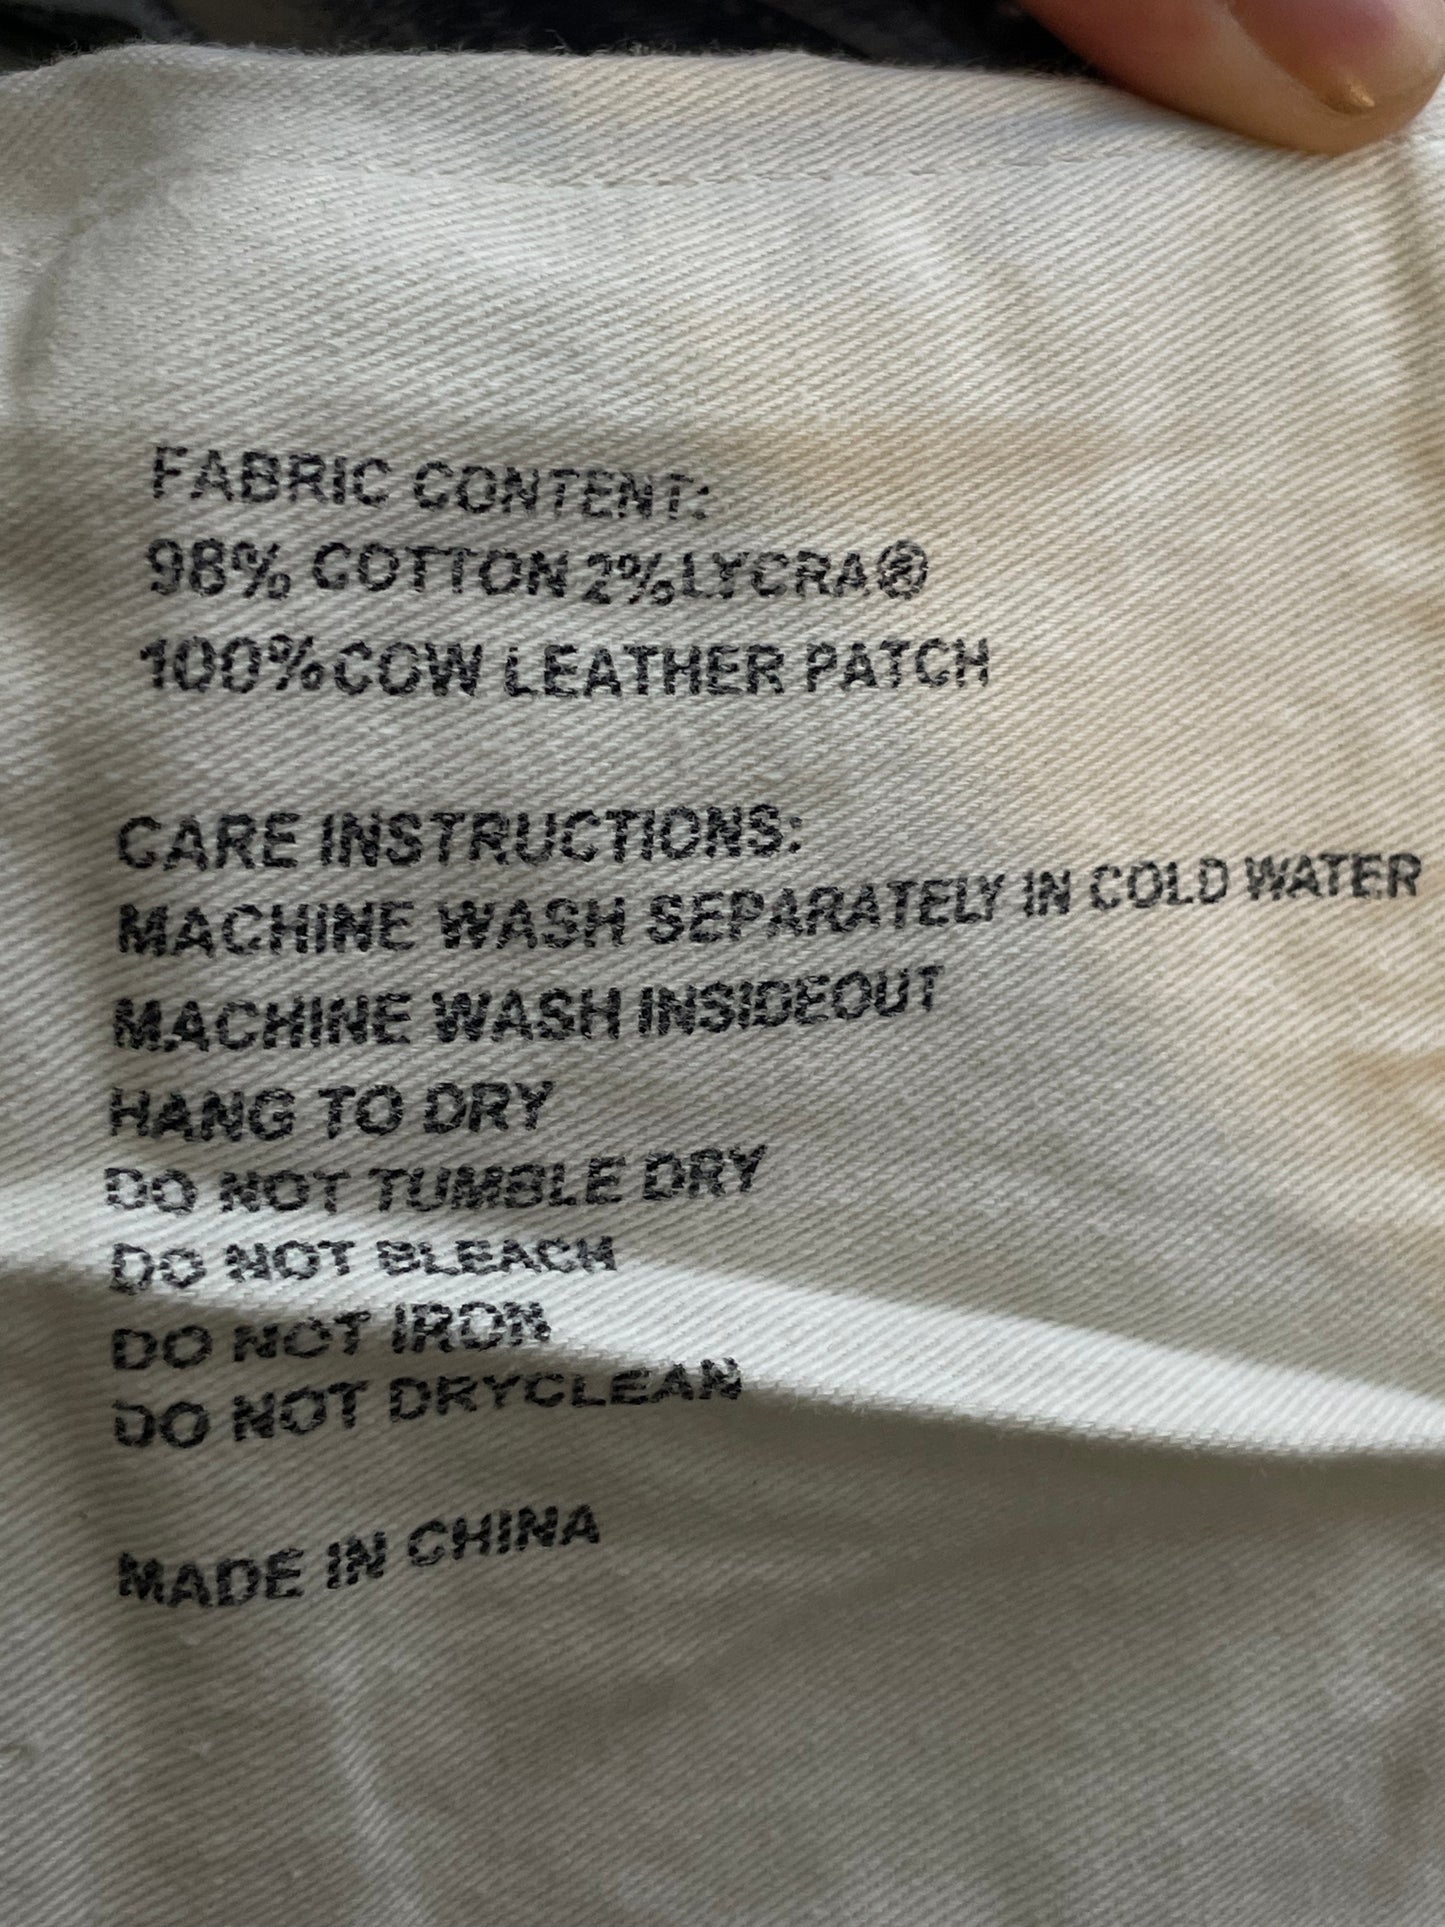 FABRIC CONTENT:
98% COTTON 2%LYCRA®
100%COW LEATHER PATCH
CARE INSTRUCTIONS:
MACHINE WASH SEPARATELY IN COLD WATER
MACHINE WASH INSIDEOUT
HANG TO DRY
DO NOT TUMBLE DRY
DO NOT BLEACH
DO NOT IRON
DO NOT DRYCLEAN
MADE IN CHINA